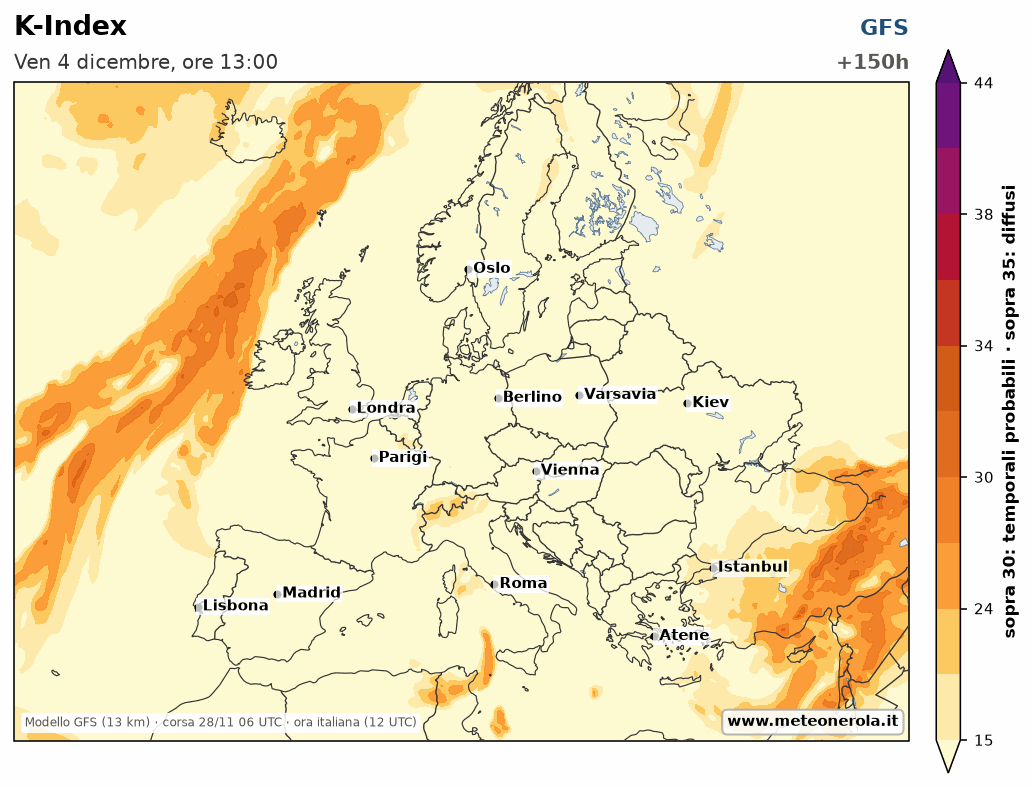 K-Index
GFS
Ven 4 dicembre, ore 13:00
+150h
44
38
34
30
24
15
sopra 30: temporali probabili · sopra 35: diffusi
Oslo
Berlino
Varsavia
Kiev
Londra
Parigi
Vienna
Istanbul
Roma
Madrid
Lisbona
Atene
Modello GFS (13 km) · corsa 28/11 06 UTC · ora italiana (12 UTC)
www.meteonerola.it